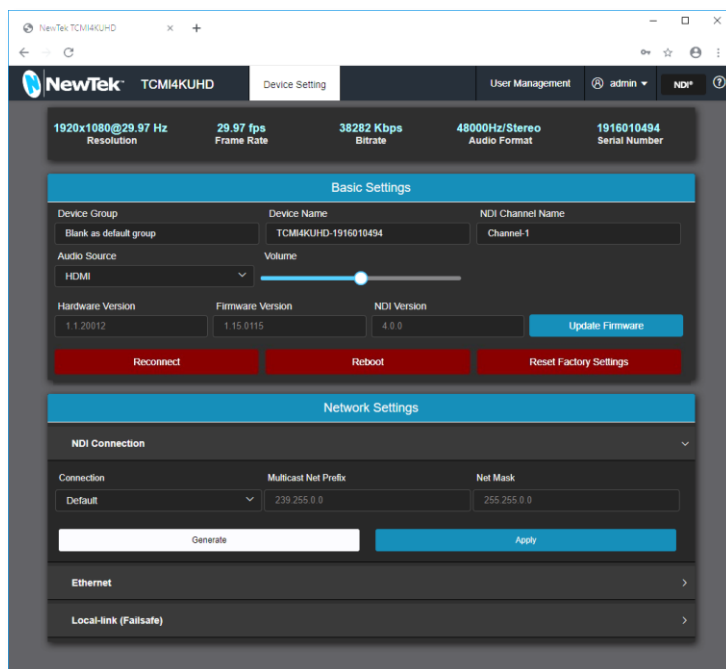 NewTek TCMI4KUHD
NewTek™ TCMI4KUHD Device Setting User Management admin NDI®
1920x1080@29.97 Hz 29.97 fps 38282 Kbps 48000Hz/Stereo 1916010494
Resolution Frame Rate Bitrate Audio Format Serial Number
Basic Settings
Device Group Device Name NDI Channel Name
Blank as default group TCMI4KUHD-1916010494 Channel-1
Audio Source Volume
HDMI
Hardware Version Firmware Version NDI Version
1.1.20012 1.15.0115 4.0.0 Update Firmware
Reconnect Reboot Reset Factory Settings
Network Settings
NDI Connection
Connection Multicast Net Prefix Net Mask
Default 239.255.0.0 255.255.0.0
Generate Apply
Ethernet
Local-link (Failsafe)